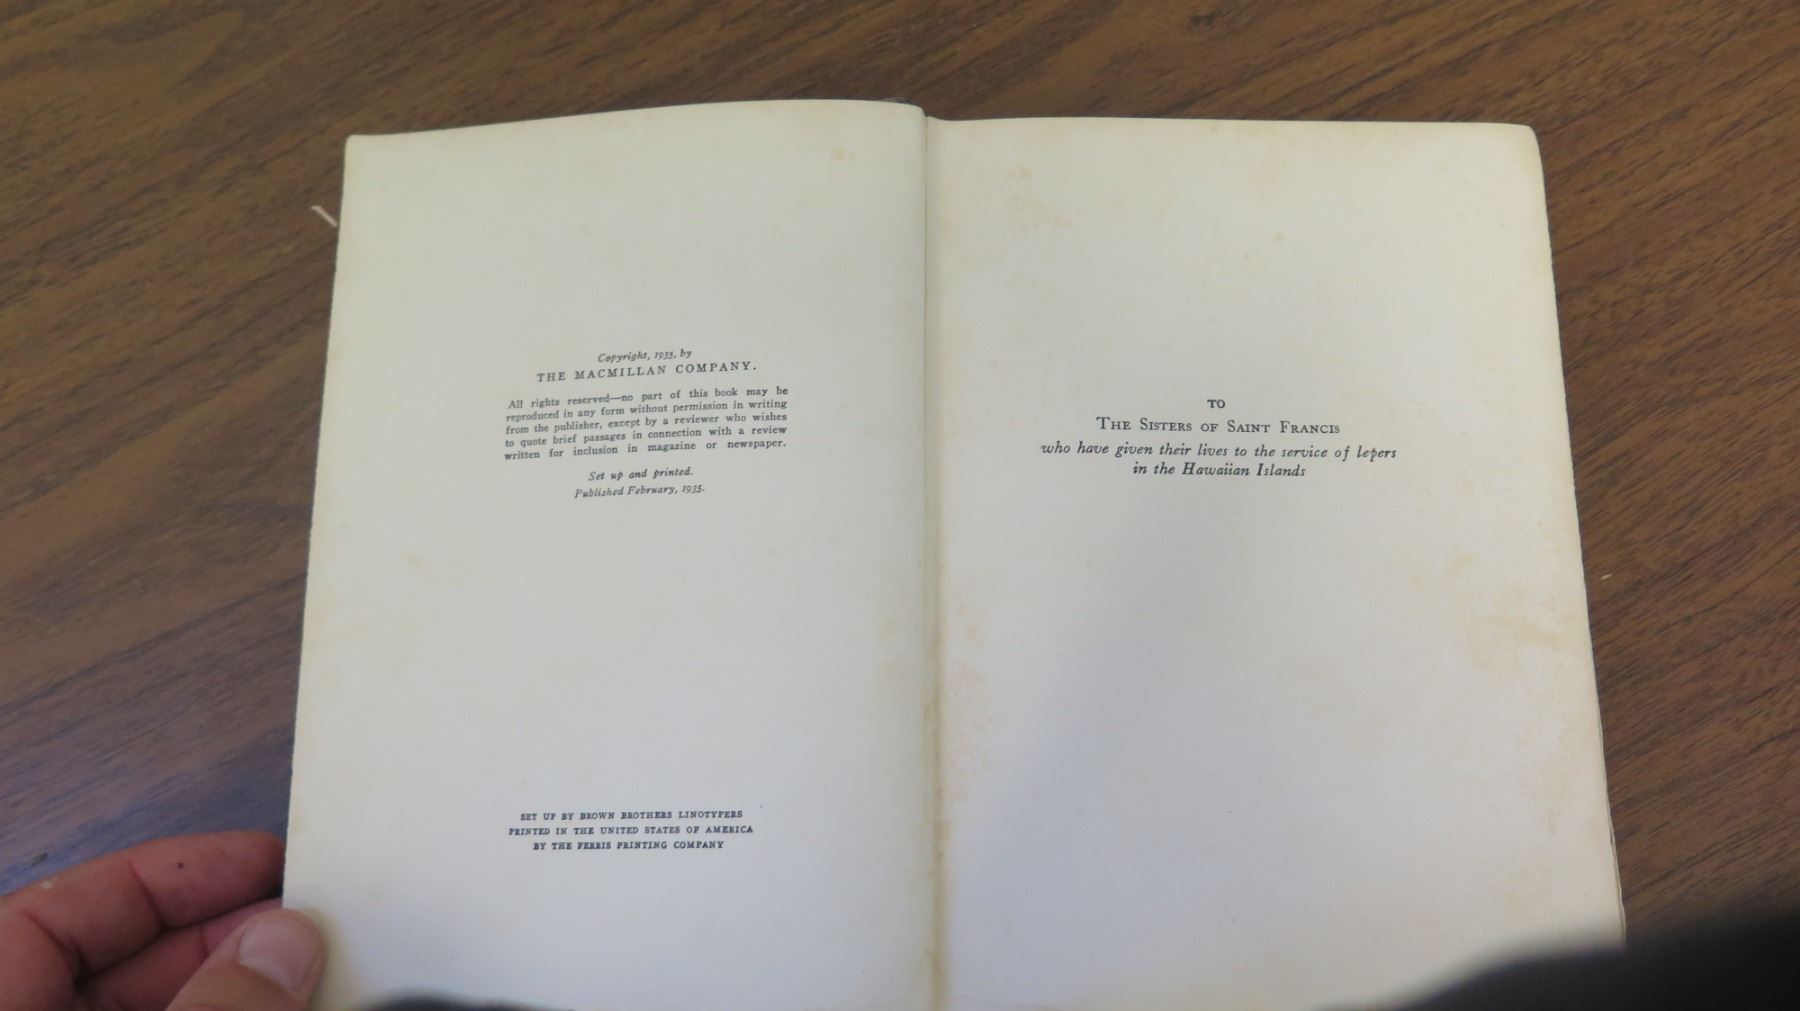 Copyright, 1935, by
THE MACMILLAN COMPANY.
All rights reserved—no part of this book may be
reproduced in any form without permission in writing
from the publisher, except by a reviewer who wishes
to quote brief passages in connection with a review
written for inclusion in magazine or newspaper.
Set up and printed.
Published February, 1935.
SET UP BY BROWN BROTHERS LINOTYPERS
PRINTED IN THE UNITED STATES OF AMERICA
BY THE FERRIS PRINTING COMPANY
TO
THE SISTERS OF SAINT FRANCIS
who have given their lives to the service of lepers
in the Hawaiian Islands